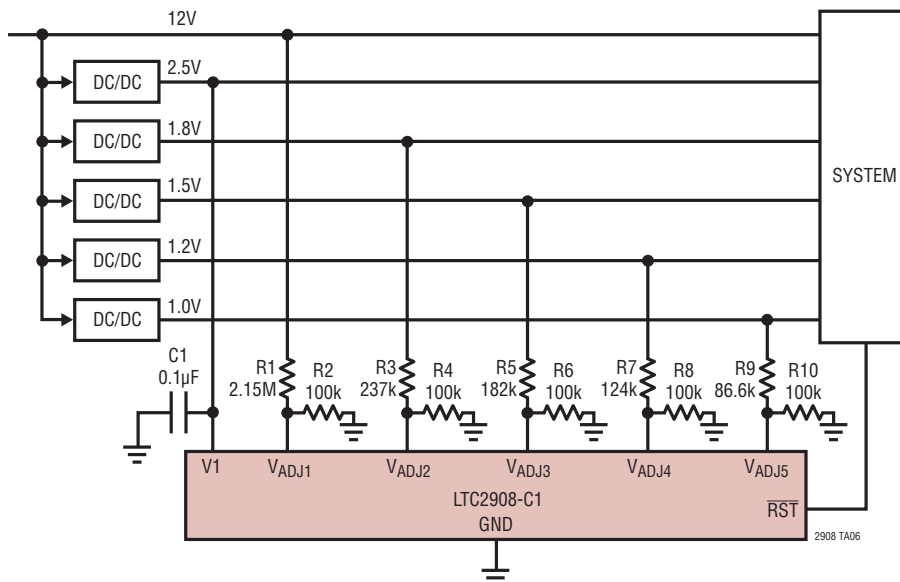 12V
2.5V
DC/DC
1.8V
DC/DC
1.5V
DC/DC
SYSTEM
1.2V
DC/DC
1.0V
DC/DC
C1
0.1µF
R1
2.15M
R2
100k
R3
237k
R4
100k
R5
182k
R6
100k
R7
124k
R8
100k
R9
86.6k
R10
100k
V1
VADJ1
VADJ2
VADJ3
VADJ4
VADJ5
LTC2908-C1
RST
GND
2908 TA06